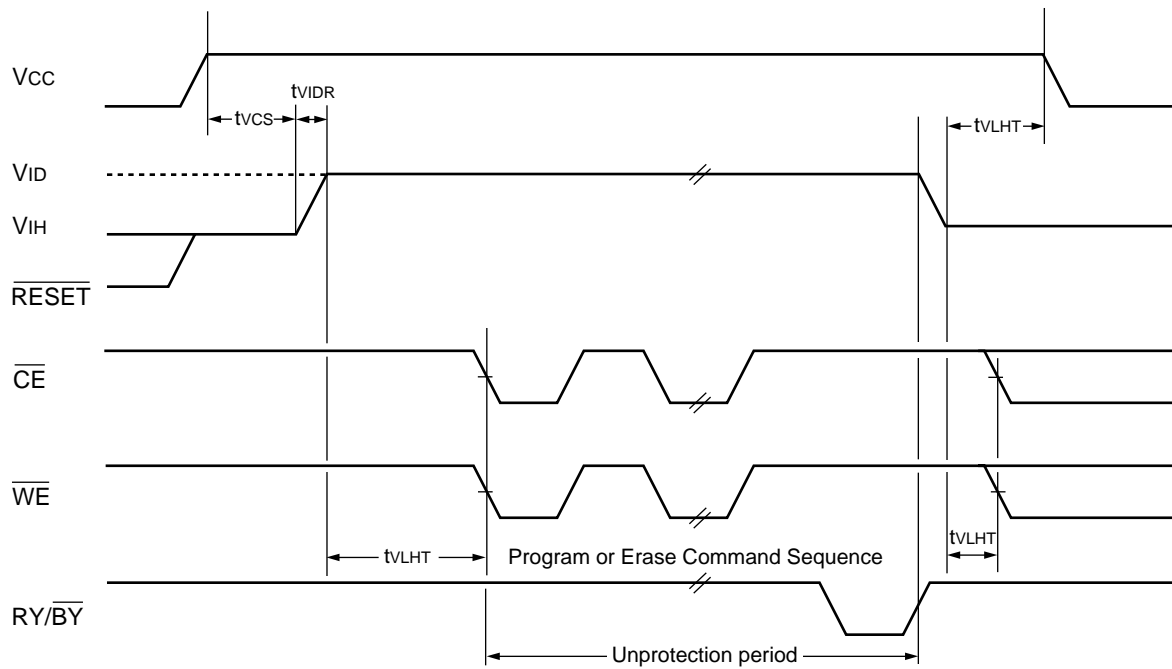 VCC
tVIDR
tVCS
tVLHT
VID
VIH
RESET
CE
WE
tVLHT
Program or Erase Command Sequence
tVLHT
RY/BY
Unprotection period